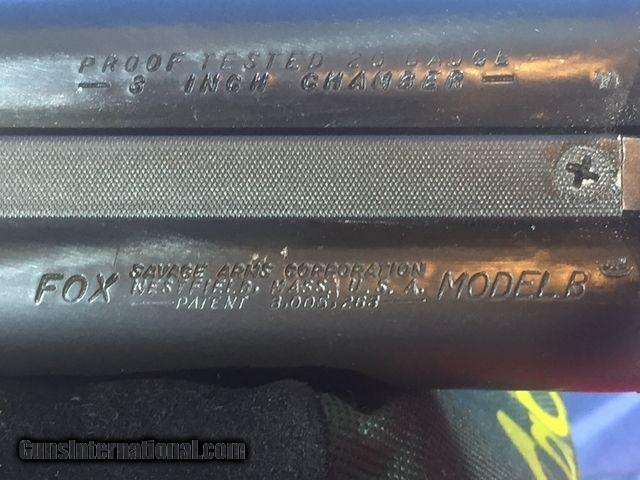 PROOF TESTED 20 GAUGE
— 3 INCH CHAMBER —
FOX SAVAGE ARMS CORPORATION MODEL B
WESTFIELD, MASS., U.S.A.
— PATENT 3,005,263 —
GunsInternational.com